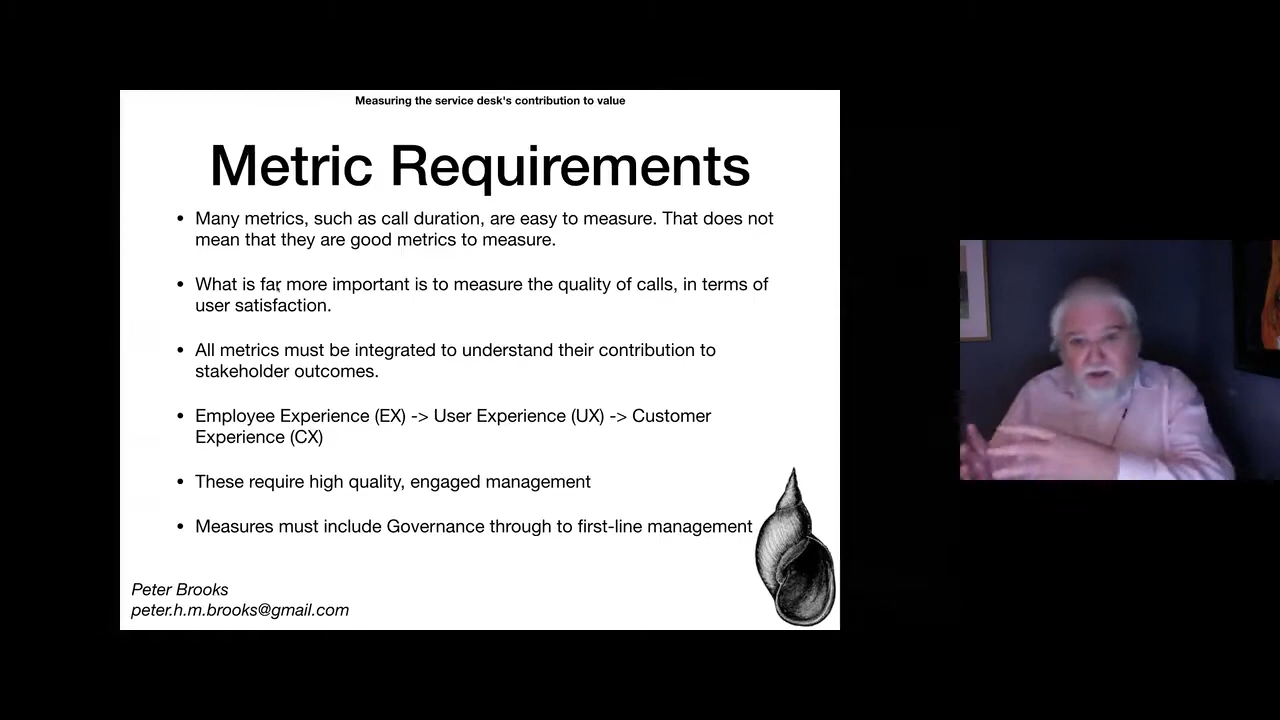 Measuring the service desk's contribution to value
Metric Requirements
• Many metrics, such as call duration, are easy to measure. That does not
mean that they are good metrics to measure.
• What is far more important is to measure the quality of calls, in terms of
user satisfaction.
• All metrics must be integrated to understand their contribution to
stakeholder outcomes.
• Employee Experience (EX) -> User Experience (UX) -> Customer
Experience (CX)
• These require high quality, engaged management
• Measures must include Governance through to first-line management
Peter Brooks
peter.h.m.brooks@gmail.com